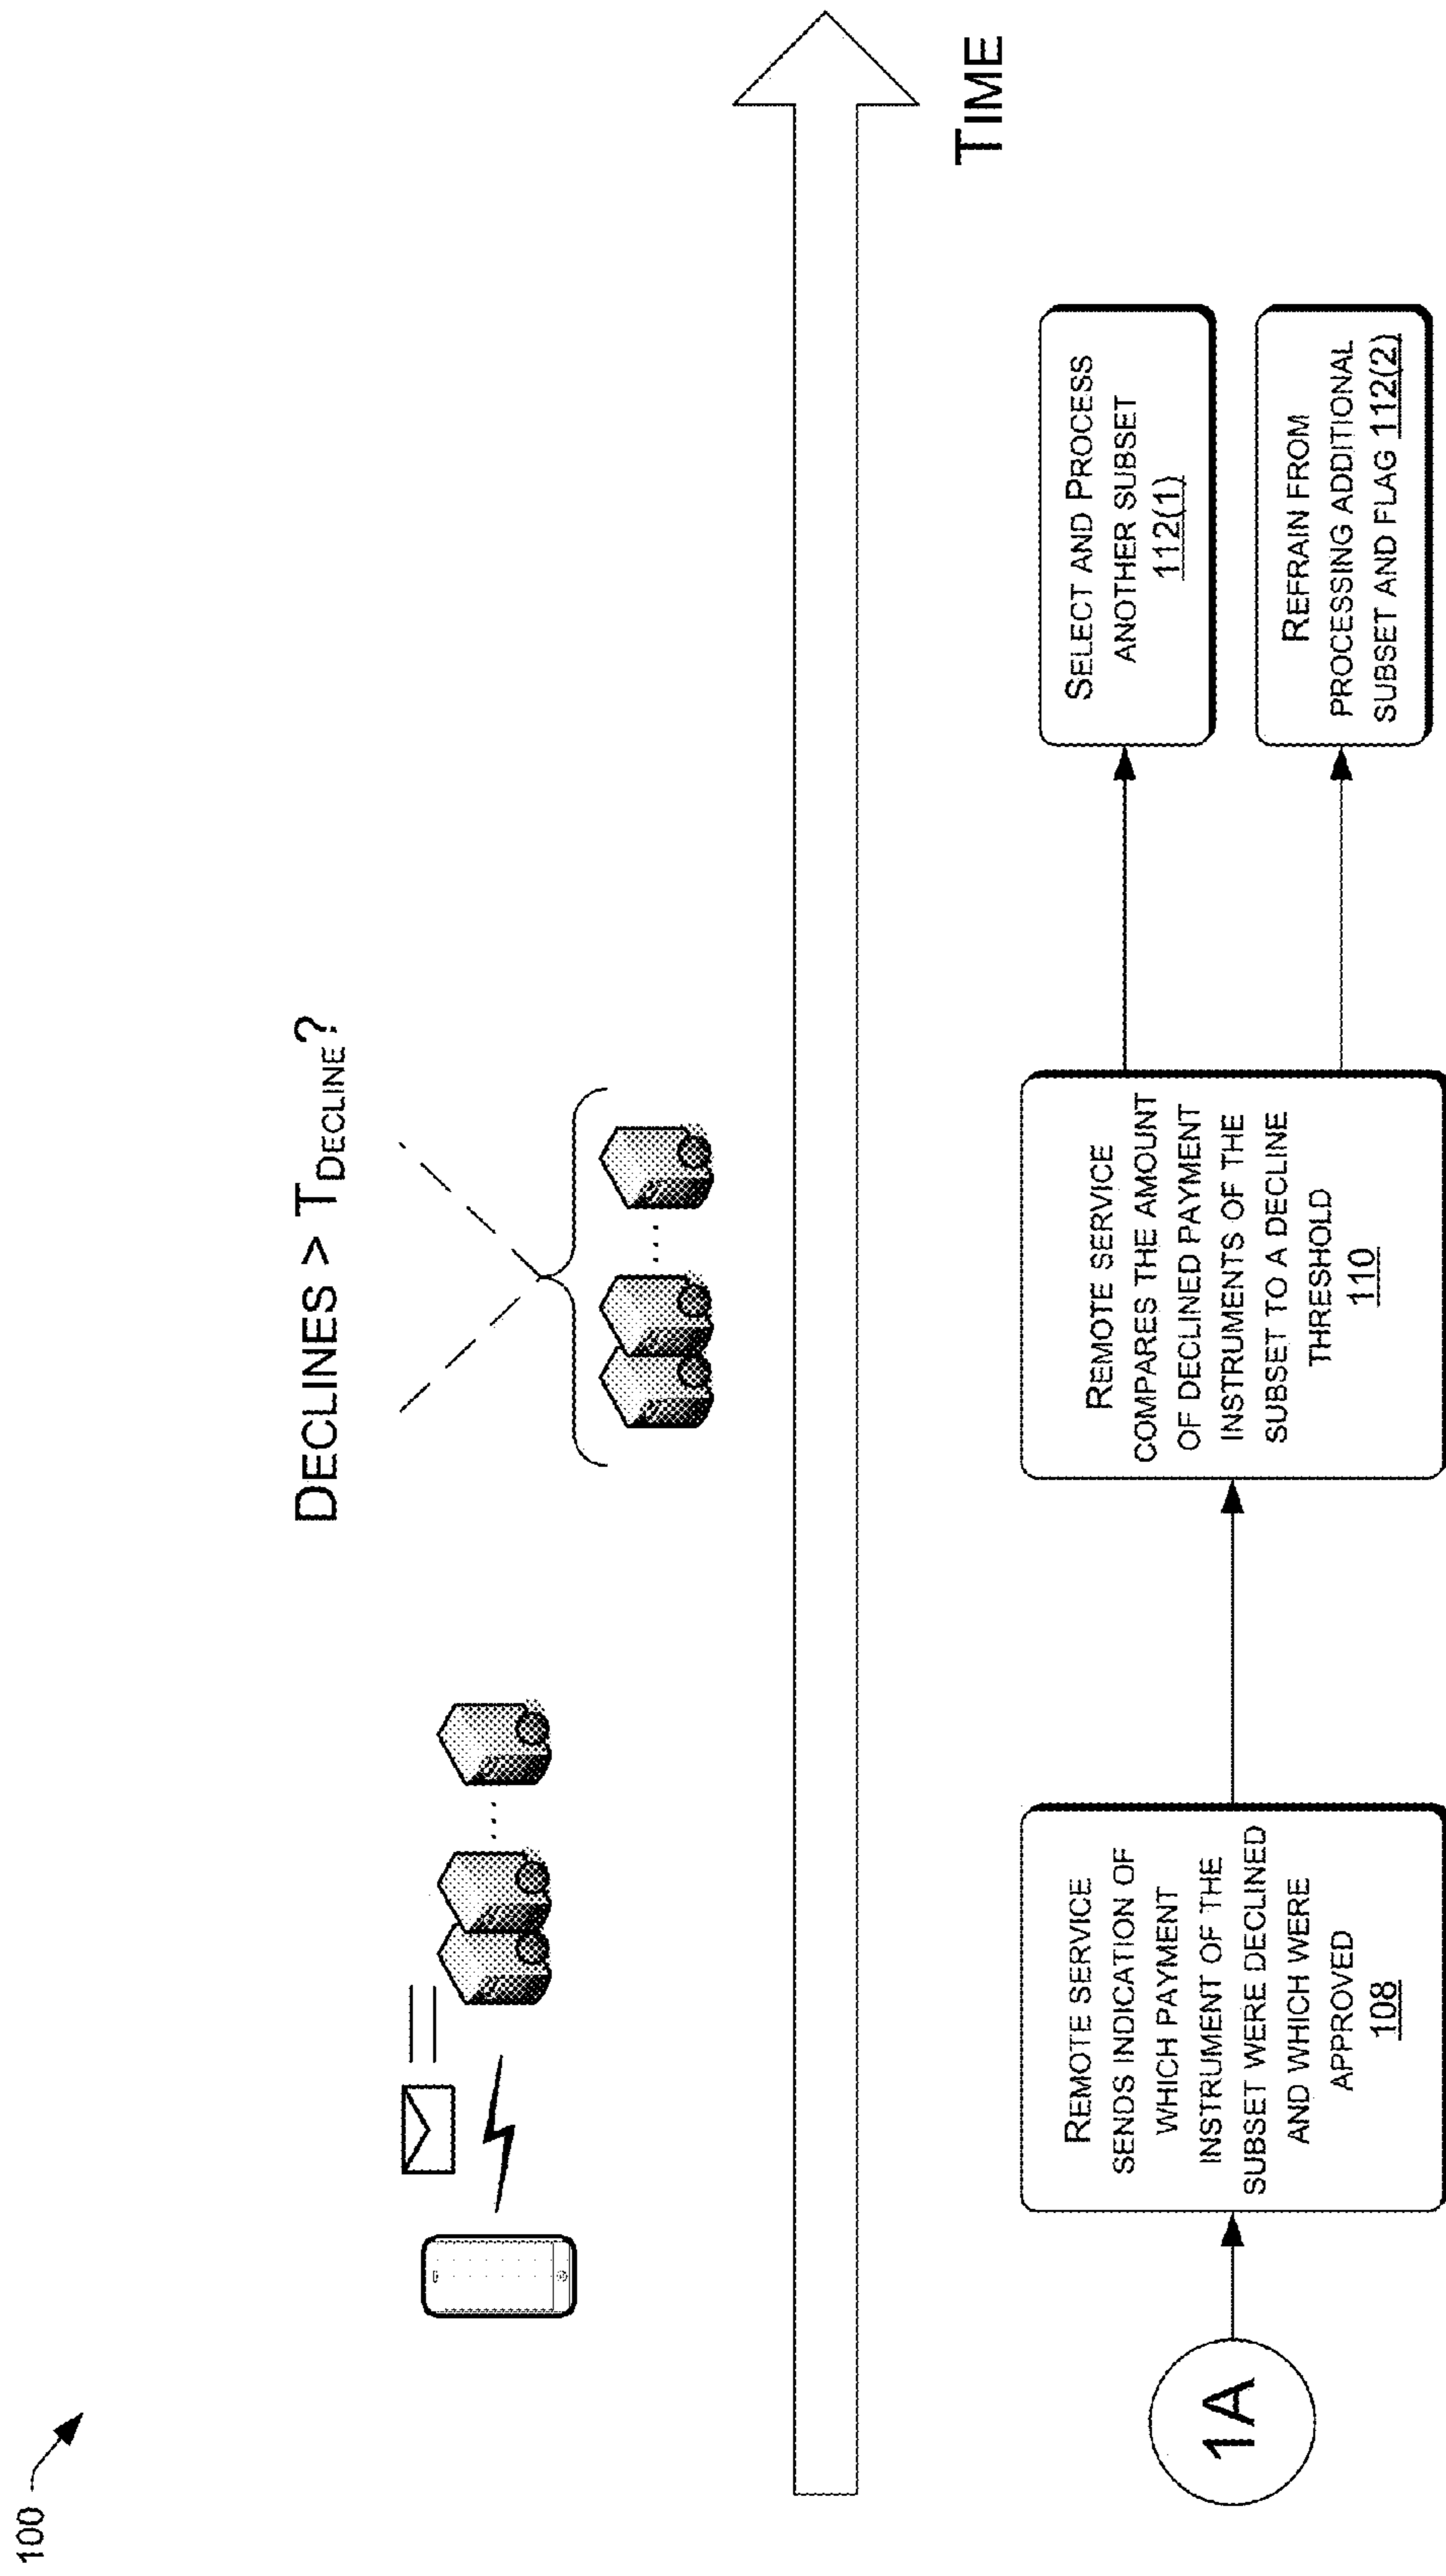 100
DECLINES > TDECLINE?
TIME
1A
REMOTE SERVICE
SENDS INDICATION OF
WHICH PAYMENT
INSTRUMENT OF THE
SUBSET WERE DECLINED
AND WHICH WERE
APPROVED
108
REMOTE SERVICE
COMPARES THE AMOUNT
OF DECLINED PAYMENT
INSTRUMENTS OF THE
SUBSET TO A DECLINE
THRESHOLD
110
SELECT AND PROCESS
ANOTHER SUBSET
112(1)
REFRAIN FROM
PROCESSING ADDITIONAL
SUBSET AND FLAG 112(2)